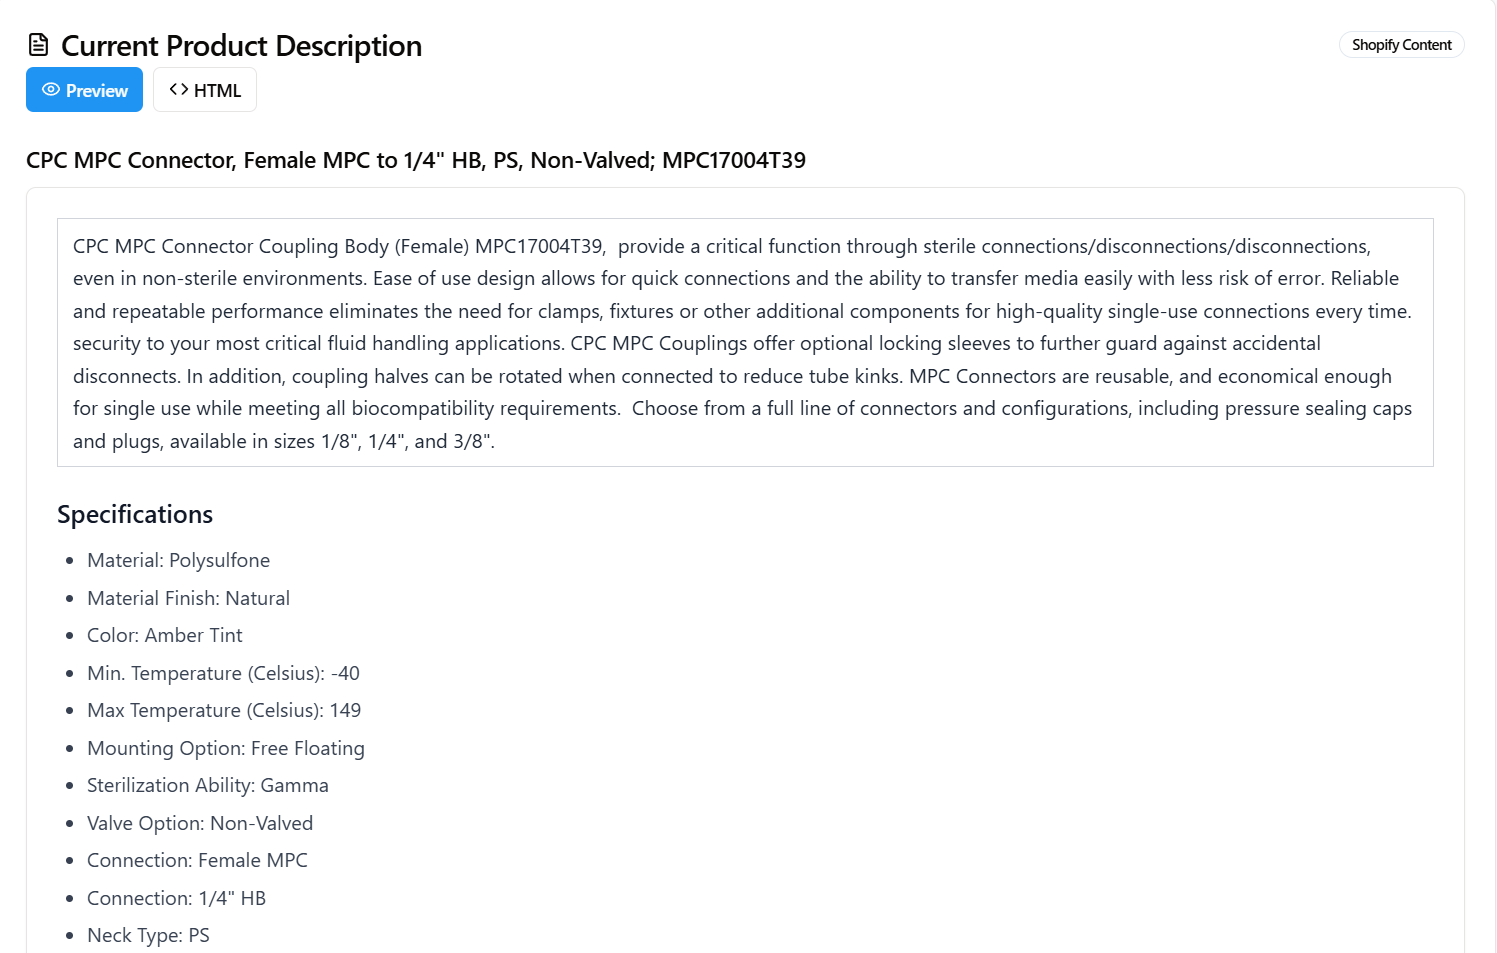 Current Product Description
Shopify Content
Preview
HTML
CPC MPC Connector, Female MPC to 1/4" HB, PS, Non-Valved; MPC17004T39
CPC MPC Connector Coupling Body (Female) MPC17004T39,  provide a critical function through sterile connections/disconnections/disconnections,
even in non-sterile environments. Ease of use design allows for quick connections and the ability to transfer media easily with less risk of error. Reliable
and repeatable performance eliminates the need for clamps, fixtures or other additional components for high-quality single-use connections every time.
security to your most critical fluid handling applications. CPC MPC Couplings offer optional locking sleeves to further guard against accidental
disconnects. In addition, coupling halves can be rotated when connected to reduce tube kinks. MPC Connectors are reusable, and economical enough
for single use while meeting all biocompatibility requirements.  Choose from a full line of connectors and configurations, including pressure sealing caps
and plugs, available in sizes 1/8", 1/4", and 3/8".
Specifications
• Material: Polysulfone
• Material Finish: Natural
• Color: Amber Tint
• Min. Temperature (Celsius): -40
• Max Temperature (Celsius): 149
• Mounting Option: Free Floating
• Sterilization Ability: Gamma
• Valve Option: Non-Valved
• Connection: Female MPC
• Connection: 1/4" HB
• Neck Type: PS